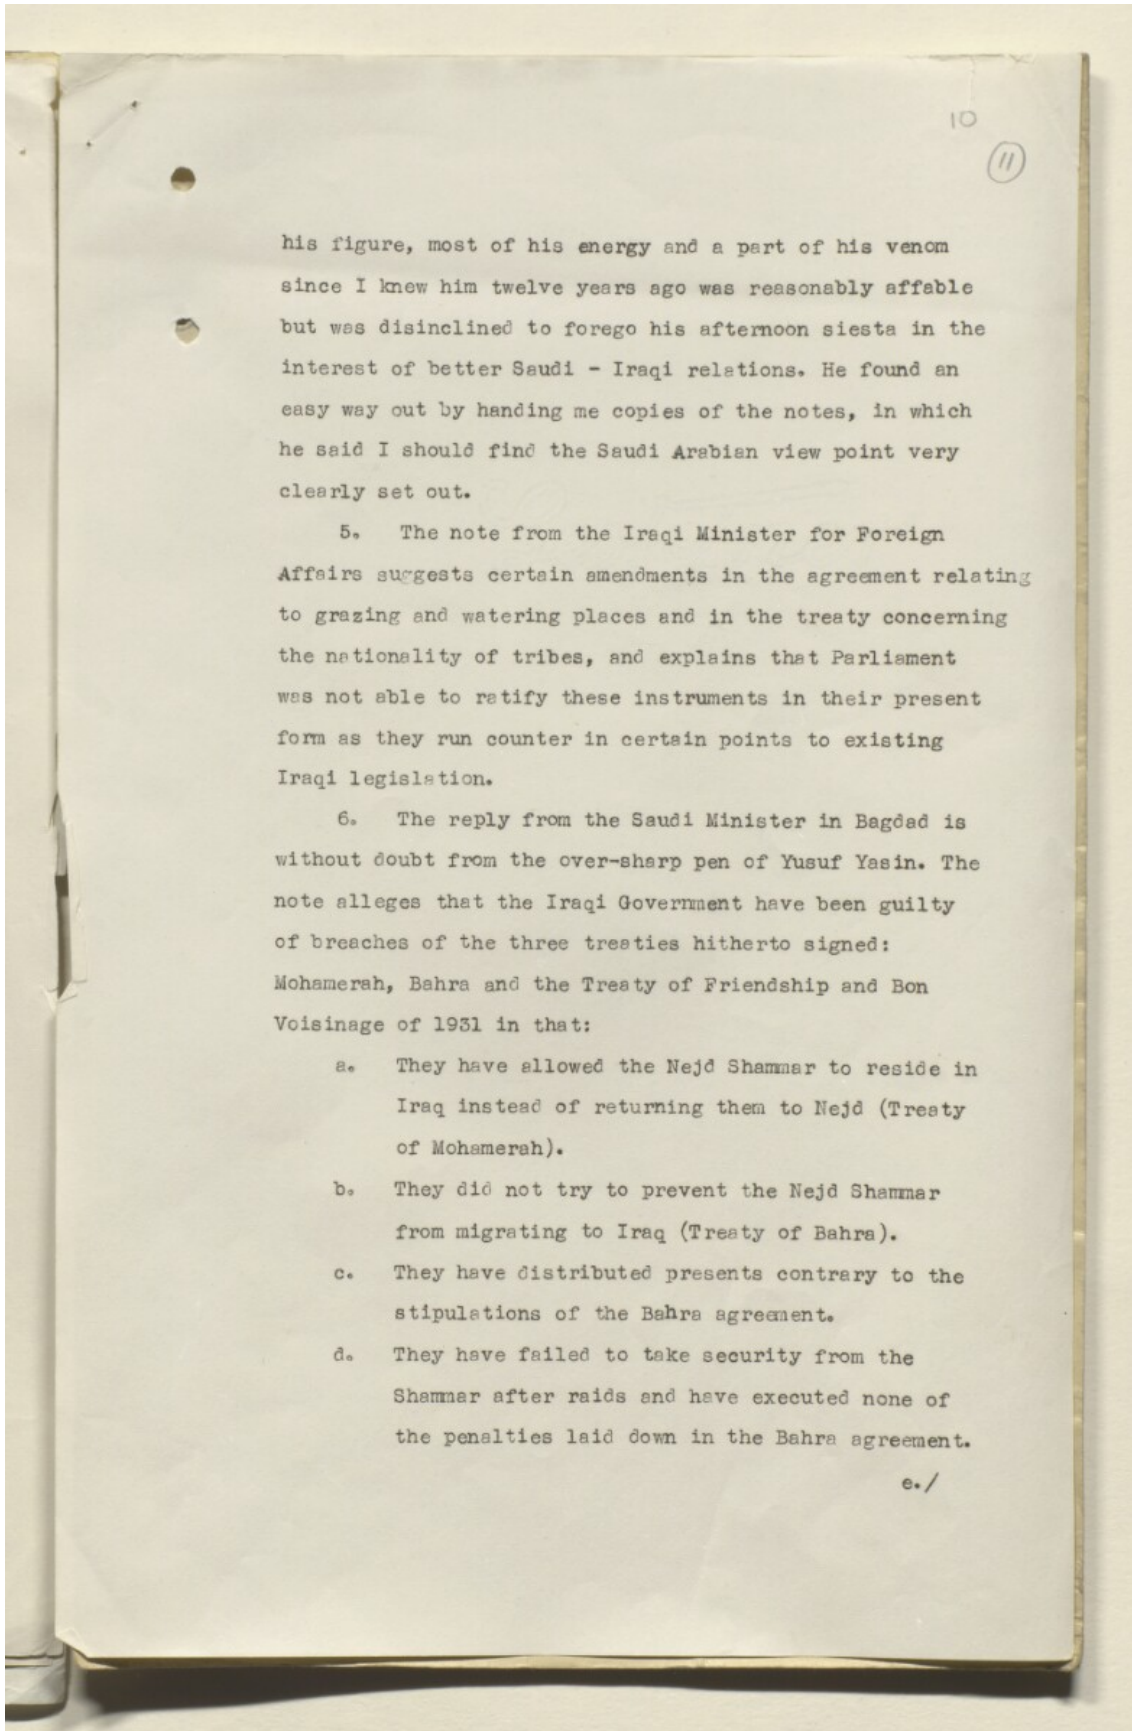 10
11
his figure, most of his energy and a part of his venom
since I knew him twelve years ago was reasonably affable
but was disinclined to forego his afternoon siesta in the
interest of better Saudi - Iraqi relations. He found an
easy way out by handing me copies of the notes, in which
he said I should find the Saudi Arabian view point very
clearly set out.
5. The note from the Iraqi Minister for Foreign
Affairs suggests certain amendments in the agreement relating
to grazing and watering places and in the treaty concerning
the nationality of tribes, and explains that Parliament
was not able to ratify these instruments in their present
form as they run counter in certain points to existing
Iraqi legislation.
6. The reply from the Saudi Minister in Bagdad is
without doubt from the over-sharp pen of Yusuf Yasin. The
note alleges that the Iraqi Government have been guilty
of breaches of the three treaties hitherto signed:
Mohamerah, Bahra and the Treaty of Friendship and Bon
Voisinage of 1931 in that:
a. They have allowed the Nejd Shammar to reside in
Iraq instead of returning them to Nejd (Treaty
of Mohamerah).
b. They did not try to prevent the Nejd Shammar
from migrating to Iraq (Treaty of Bahra).
c. They have distributed presents contrary to the
stipulations of the Bahra agreement.
d. They have failed to take security from the
Shammar after raids and have executed none of
the penalties laid down in the Bahra agreement.
e./